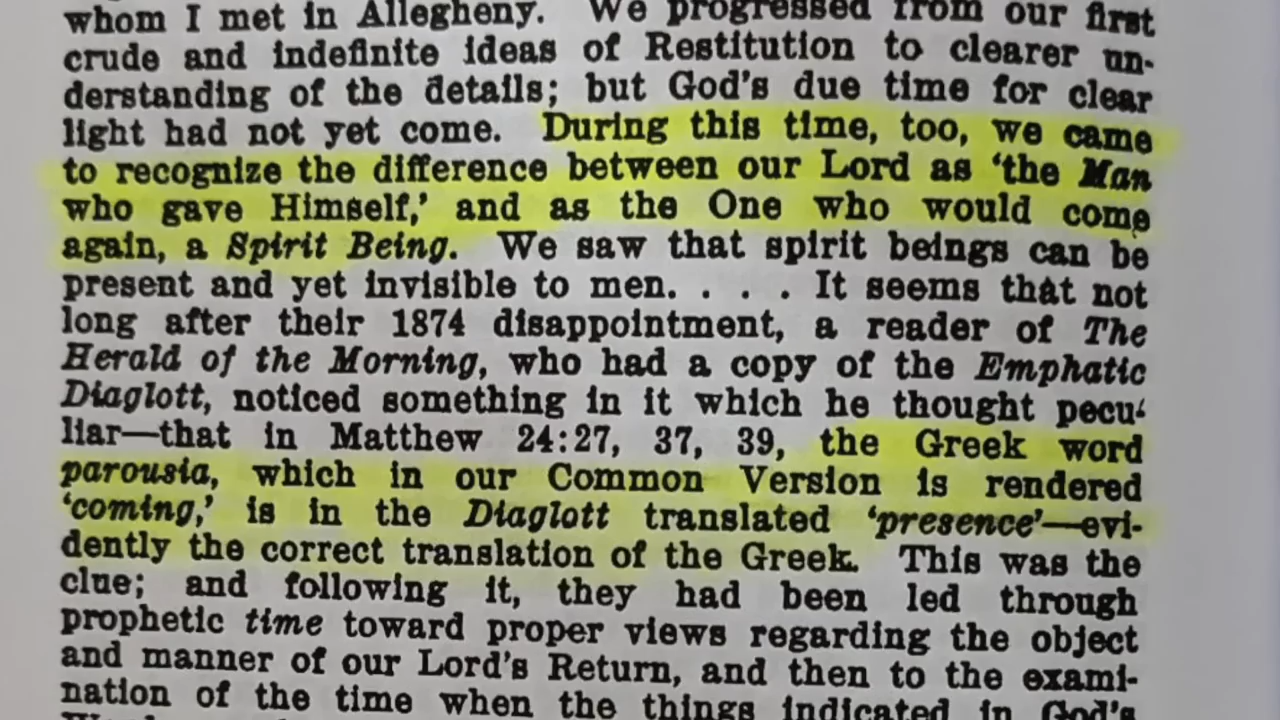 whom I met in Allegheny. We progressed from our first
crude and indefinite ideas of Restitution to clearer un-
derstanding of the details; but God's due time for clear
light had not yet come. During this time, too, we came
to recognize the difference between our Lord as 'the Man
who gave Himself,' and as the One who would come
again, a Spirit Being. We saw that spirit beings can be
present and yet invisible to men. . . . It seems that not
long after their 1874 disappointment, a reader of The
Herald of the Morning, who had a copy of the Emphatic
Diaglott, noticed something in it which he thought pecu-
liar—that in Matthew 24:27, 37, 39, the Greek word
parousia, which in our Common Version is rendered
'coming,' is in the Diaglott translated 'presence'—evi-
dently the correct translation of the Greek. This was the
clue; and following it, they had been led through
prophetic time toward proper views regarding the object
and manner of our Lord's Return, and then to the exami-
nation of the time when the things indicated in God's